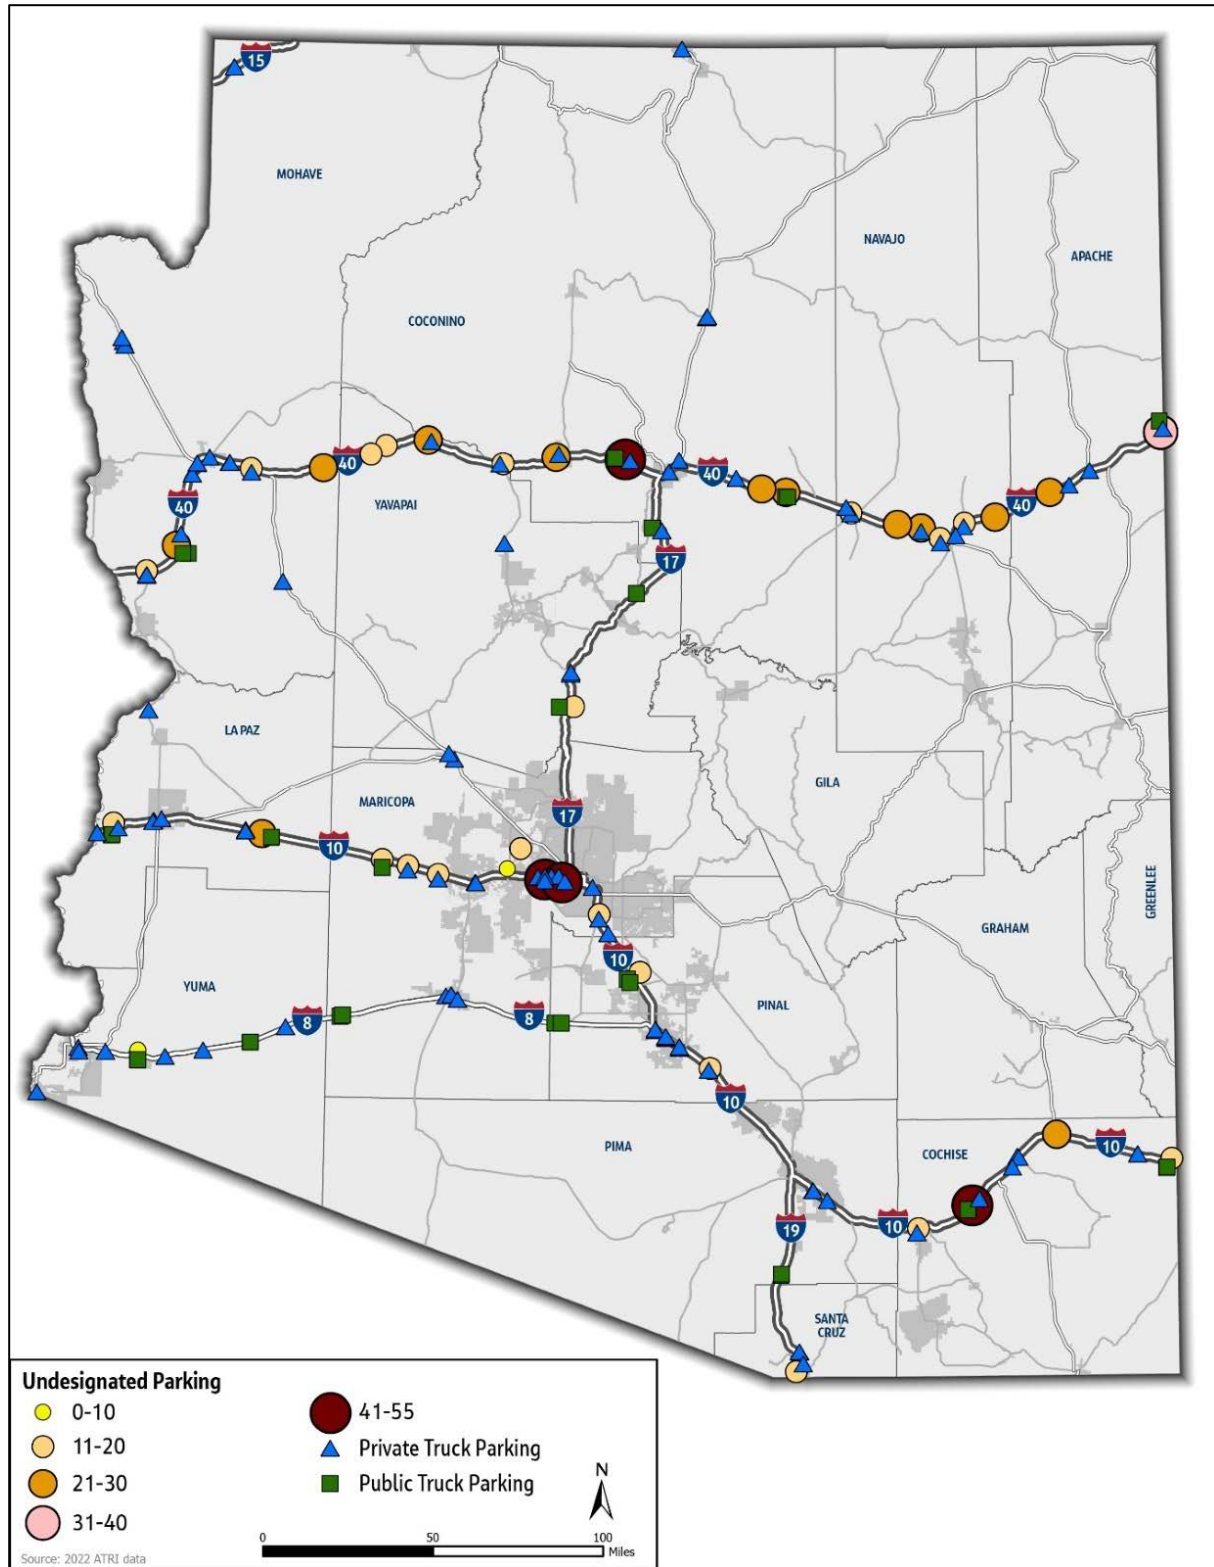 15
MOHAVE
NAVAJO
APACHE
COCONINO
40
40
40
40
YAVAPAI
17
LA PAZ
GILA
MARICOPA
17
10
GREENLEE
GRAHAM
10
YUMA
PINAL
8
8
10
PIMA
COCHISE
10
19
10
SANTA
CRUZ
Undesignated Parking
0-10
11-20
21-30
31-40
41-55
Private Truck Parking
Public Truck Parking
N
0
50
100
Miles
Source: 2022 ATRI data